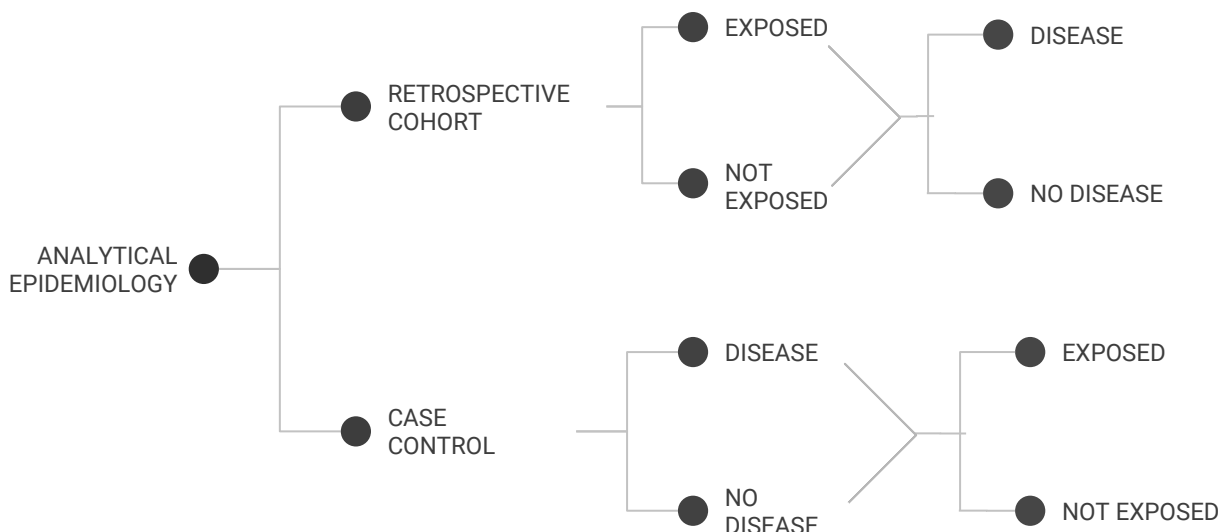 EXPOSED
DISEASE
RETROSPECTIVE
COHORT
NOT
EXPOSED
NO DISEASE
ANALYTICAL
EPIDEMIOLOGY
DISEASE
EXPOSED
CASE
CONTROL
NO
DISEASE
NOT EXPOSED